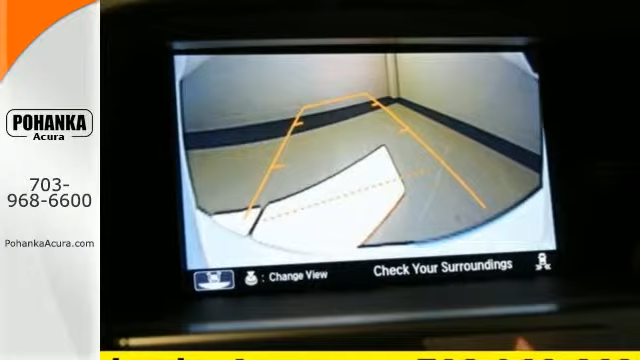 POHANKA
Acura
703-
968-6600
PohankaAcura.com
: Change View
Check Your Surroundings